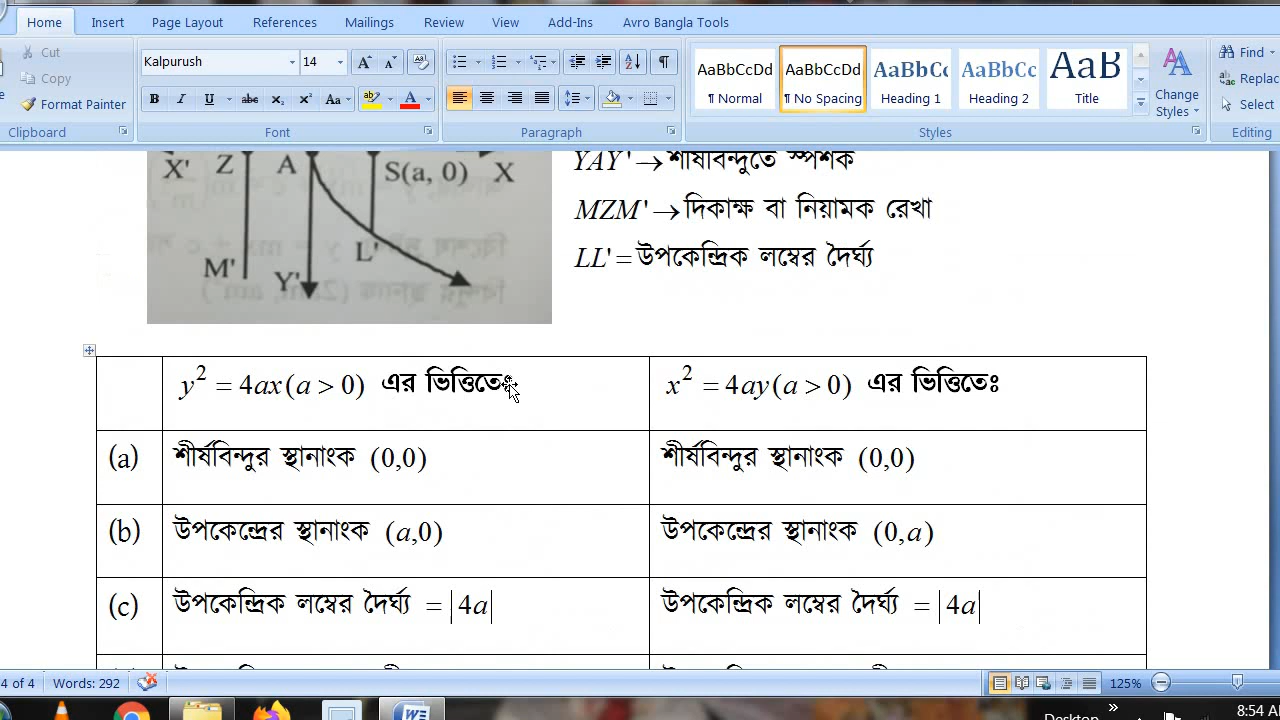 Home Insert Page Layout References Mailings Review View Add-Ins Avro Bangla Tools
Cut
Copy
Format Painter
Clipboard
Kalpurush 14
Font
Paragraph
AaBbCcDd AaBbCcDd AaBbCc AaBbCc AaB
¶ Normal ¶ No Spacing Heading 1 Heading 2 Title
Change Styles
Styles
Find
Replac
Select
Editing
X' Z A S(a, 0) X
M' Y' L'
YAY' → শীর্ষবিন্দুতে স্পর্শক
MZM' → দিকাক্ষ বা নিয়ামক রেখা
LL' = উপকেন্দ্রিক লম্বের দৈর্ঘ্য
y² = 4ax(a > 0) এর ভিত্তিতেঃ x² = 4ay(a > 0) এর ভিত্তিতেঃ
(a) শীর্ষবিন্দুর স্থানাংক (0,0) শীর্ষবিন্দুর স্থানাংক (0,0)
(b) উপকেন্দ্রের স্থানাংক (a,0) উপকেন্দ্রের স্থানাংক (0,a)
(c) উপকেন্দ্রিক লম্বের দৈর্ঘ্য = |4a| উপকেন্দ্রিক লম্বের দৈর্ঘ্য = |4a|
4 of 4 Words: 292 125%
Desktop » 8:54 A